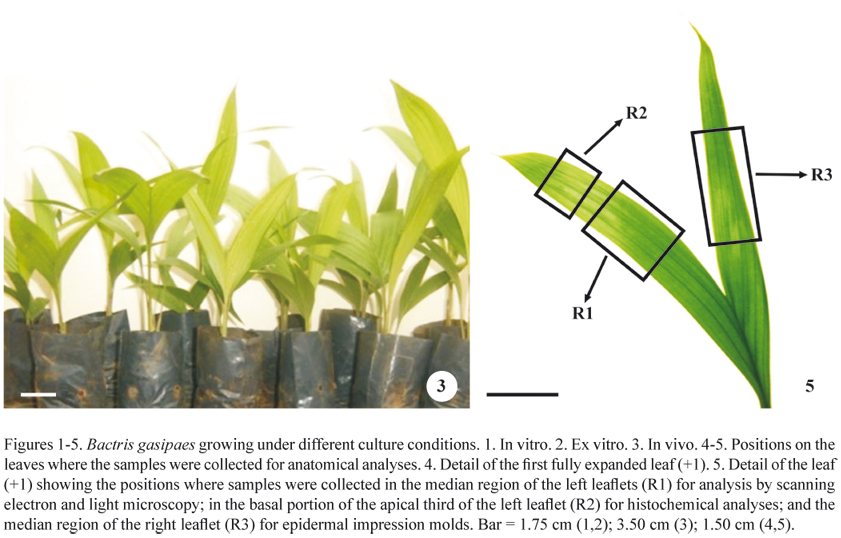 R2
R3
R1
3
5
Figures 1-5. Bactris gasipaes growing under different culture conditions. 1. In vitro. 2. Ex vitro. 3. In vivo. 4-5. Positions on the
leaves where the samples were collected for anatomical analyses. 4. Detail of the first fully expanded leaf (+1). 5. Detail of the leaf
(+1) showing the positions where samples were collected in the median region of the left leaflets (R1) for analysis by scanning
electron and light microscopy; in the basal portion of the apical third of the left leaflet (R2) for histochemical analyses; and the
median region of the right leaflet (R3) for epidermal impression molds. Bar = 1.75 cm (1,2); 3.50 cm (3); 1.50 cm (4,5).